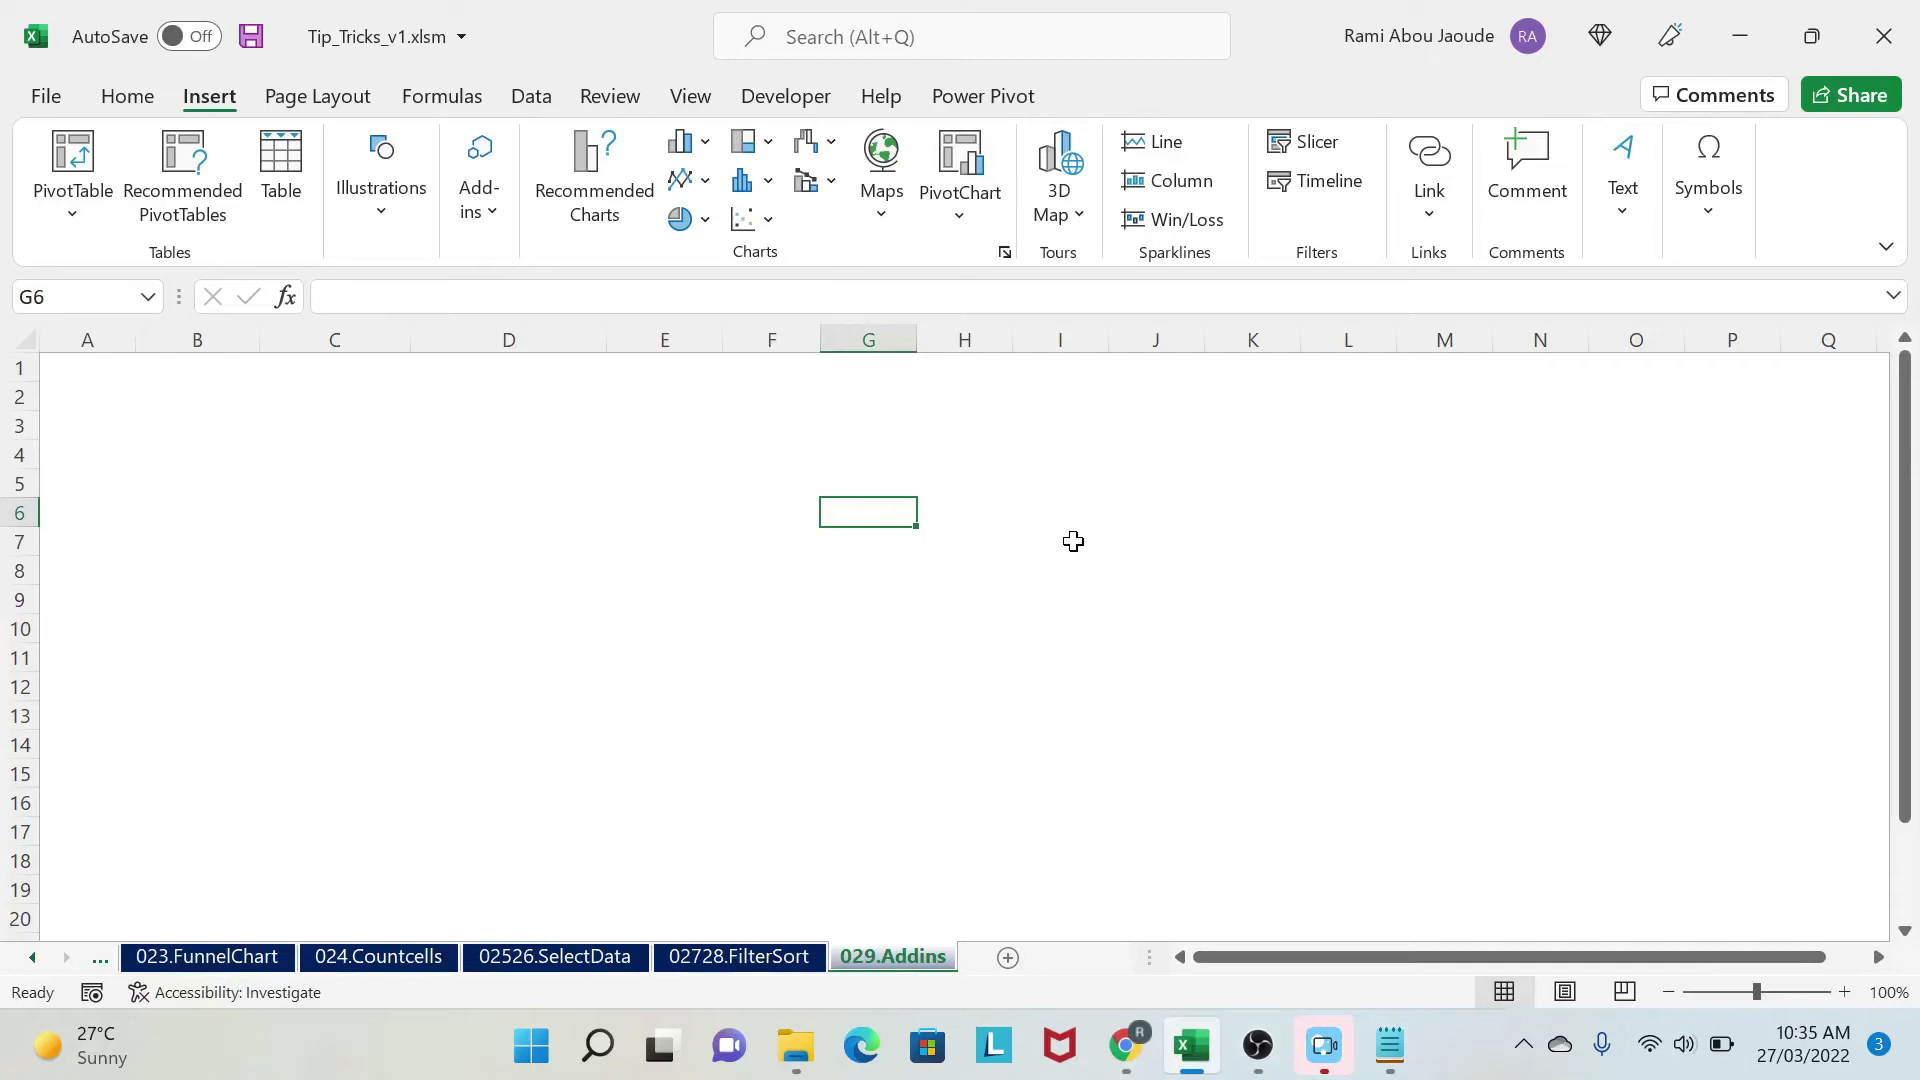 AutoSave Off Tip_Tricks_v1.xlsm Search (Alt+Q) Rami Abou Jaoude RA
File Home Insert Page Layout Formulas Data Review View Developer Help Power Pivot Comments Share
PivotTable
Recommended
PivotTables
Table
Tables
Illustrations
Add-
ins
Recommended
Charts
Maps
PivotChart
Charts
3D
Map
Tours
Line
Column
Win/Loss
Sparklines
Slicer
Timeline
Filters
Link
Links
Comment
Comments
Text
Symbols
G6 fx
A B C D E F G H I J K L M N O P Q
1
2
3
4
5
6
7
8
9
10
11
12
13
14
15
16
17
18
19
20
... 023.FunnelChart 024.Countcells 02526.SelectData 02728.FilterSort 029.Addins
Ready Accessibility: Investigate 100%
27°C
Sunny
L
R
10:35 AM
27/03/2022
3